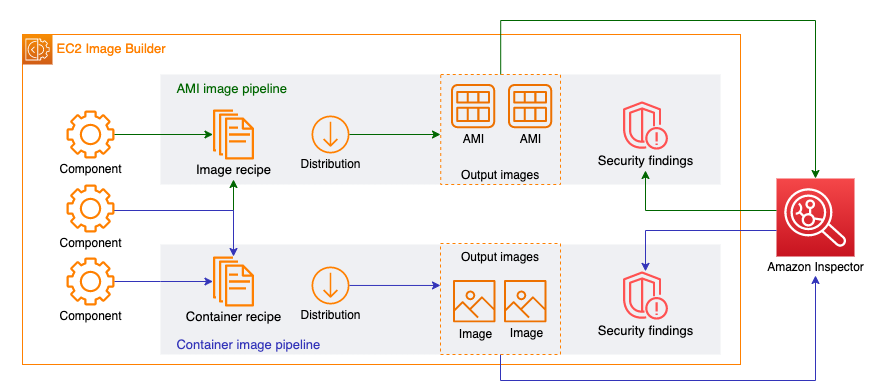 EC2 Image Builder
AMI image pipeline
Component
Image recipe
Distribution
AMI
AMI
Output images
Security findings
Component
Amazon Inspector
Component
Container recipe
Distribution
Output images
Image
Image
Security findings
Container image pipeline